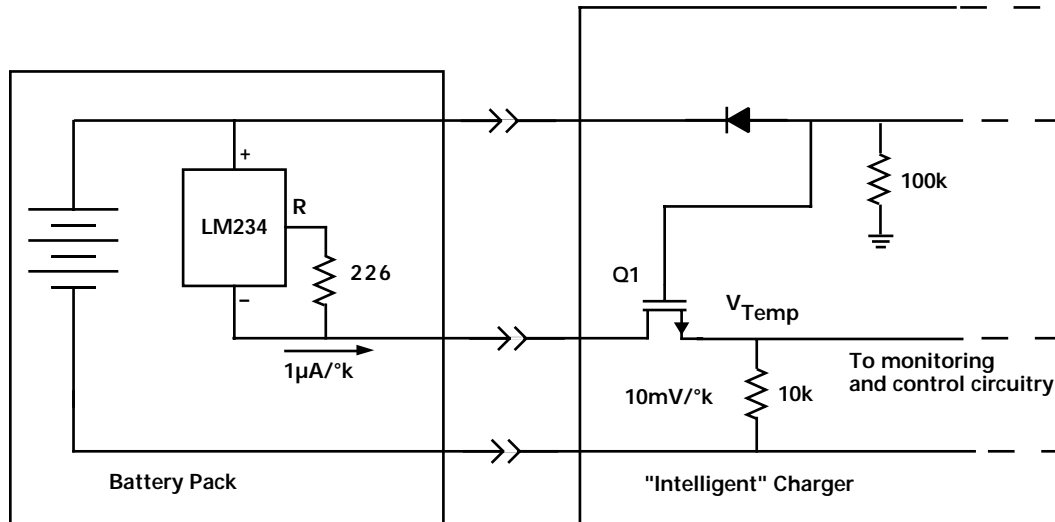 +
R
LM234
226
−
1µA/°k
Battery Pack
100k
Q1
VTemp
10mV/°k
10k
To monitoring
and control circuitry
"Intelligent" Charger